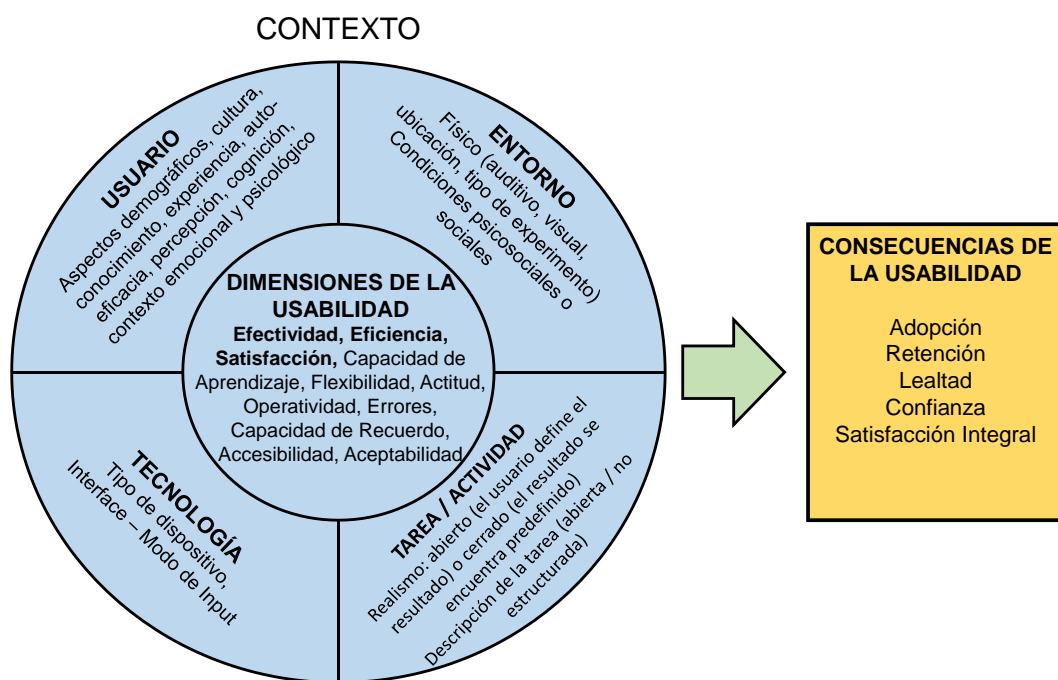 CONTEXTO
USUARIO
Aspectos demográficos, cultura,
conocimiento, experiencia, auto-
eficacia, percepción, cognición,
contexto emocional y psicológico
ENTORNO
Físico (auditivo, visual,
ubicación, tipo de experimento)
Condiciones psicosociales o
sociales
DIMENSIONES DE LA
USABILIDAD
Efectividad, Eficiencia,
Satisfacción, Capacidad de
Aprendizaje, Flexibilidad, Actitud,
Operatividad, Errores,
Capacidad de Recuerdo,
Accesibilidad, Aceptabilidad
TECNOLOGÍA
Tipo de dispositivo,
Interface – Modo de Input
TAREA / ACTIVIDAD
Realismo: abierto (el usuario define el
resultado) o cerrado (el resultado se
encuentra predefinido)
Descripción de la tarea (abierta / no
estructurada)
CONSECUENCIAS DE
LA USABILIDAD
Adopción
Retención
Lealtad
Confianza
Satisfacción Integral